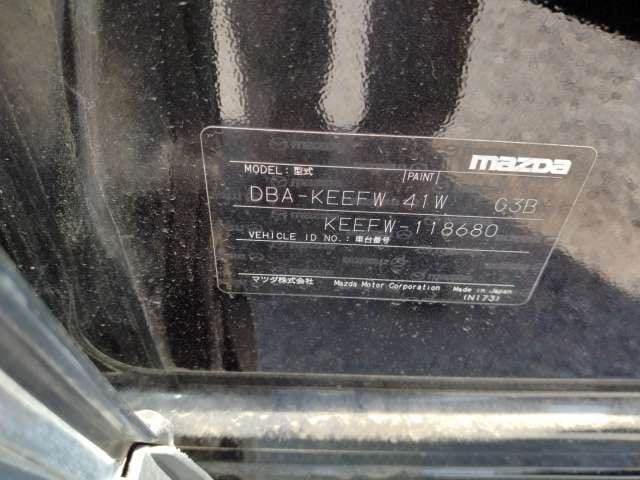 mazda
MODEL:型式 PAINT
DBA-KEEFW 41W G3B
KEEFW-118680
VEHICLE ID NO.:車台番号
マツダ株式会社 Mazda Motor Corporation Made in Japan
(N173)